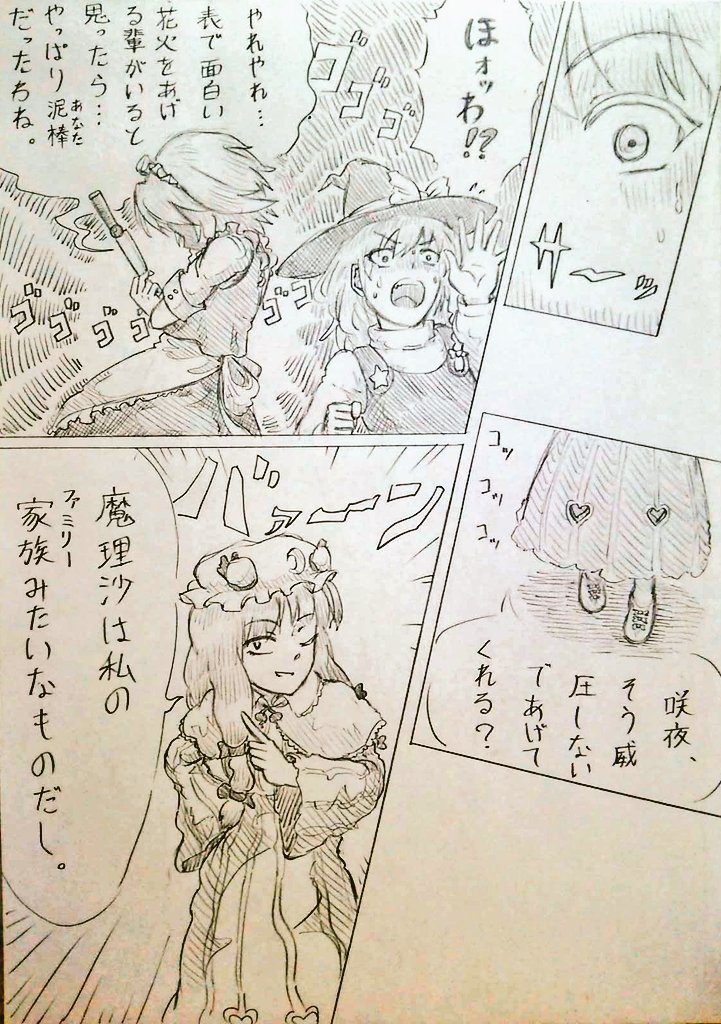 サーッ
ほォッわ!?
ゴゴゴ
やれやれ…
表で面白い
花火をあげ
る輩がいると
思ったら…
やっぱり泥棒
あなた
だったわね。
ゴゴゴゴゴ
コッ
コッ
コッ
咲夜、
そう威
圧しない
であげて
くれる?
バァーン
魔理沙は私の
ファミリー
家族みたいなものだし。